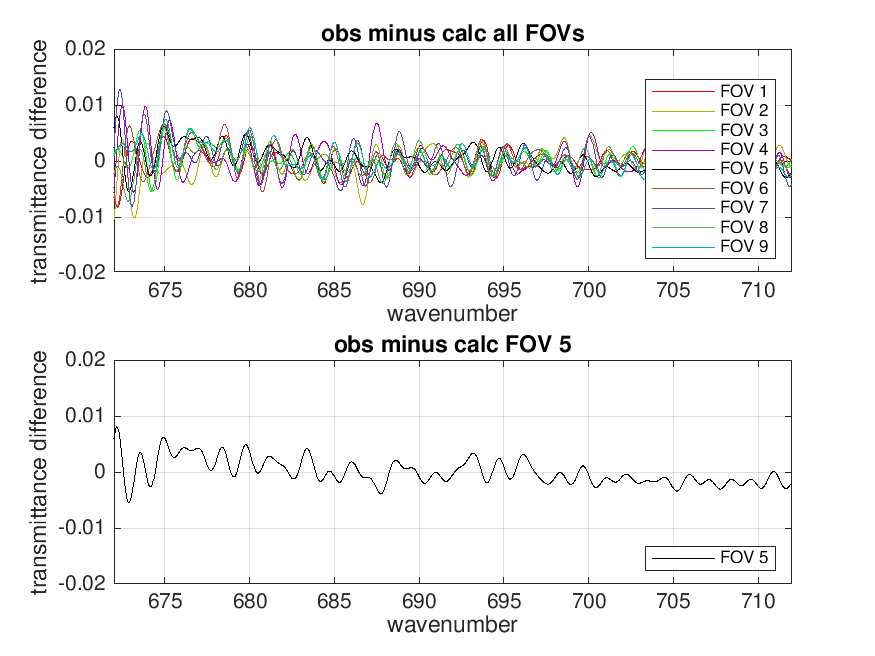 obs minus calc all FOVs
transmittance difference
0.02
0.01
0
-0.01
-0.02
675 680 685 690 695 700 705 710
wavenumber
FOV 1
FOV 2
FOV 3
FOV 4
FOV 5
FOV 6
FOV 7
FOV 8
FOV 9
obs minus calc FOV 5
transmittance difference
0.02
0.01
0
-0.01
-0.02
675 680 685 690 695 700 705 710
wavenumber
FOV 5